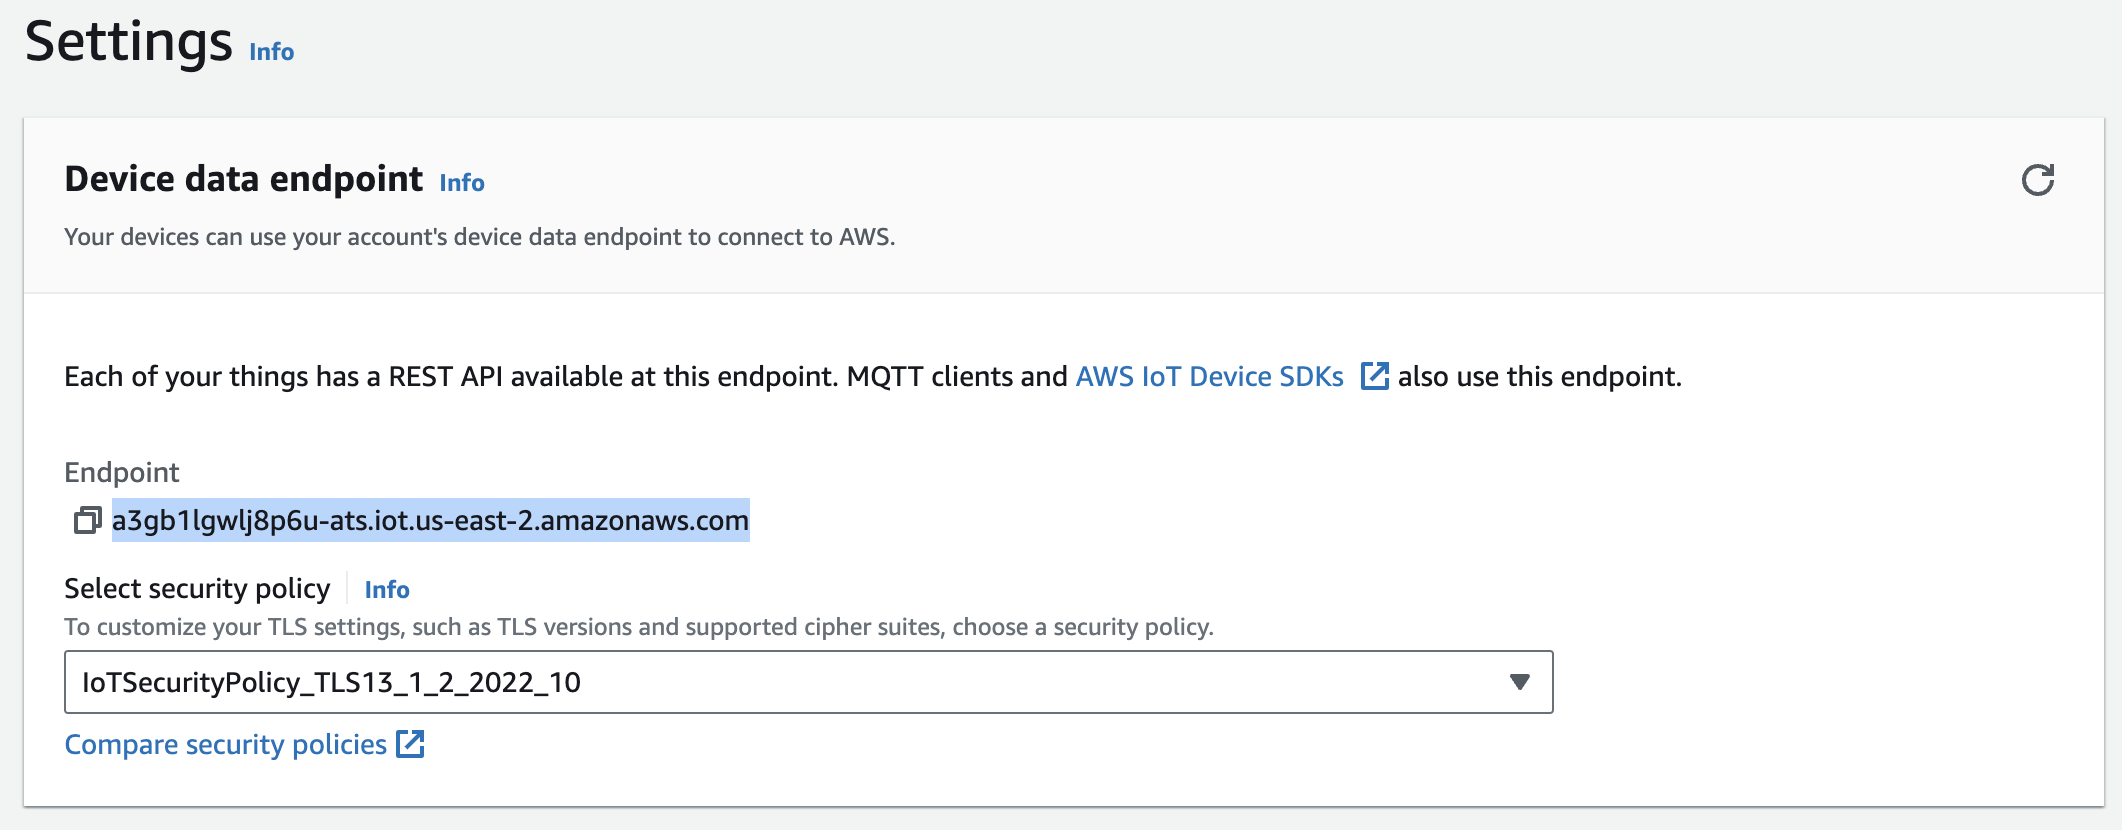 Settings Info
Device data endpoint Info
Your devices can use your account's device data endpoint to connect to AWS.
Each of your things has a REST API available at this endpoint. MQTT clients and AWS IoT Device SDKs also use this endpoint.
Endpoint
a3gb1lgwlj8p6u-ats.iot.us-east-2.amazonaws.com
Select security policy Info
To customize your TLS settings, such as TLS versions and supported cipher suites, choose a security policy.
IoTSecurityPolicy_TLS13_1_2_2022_10
Compare security policies